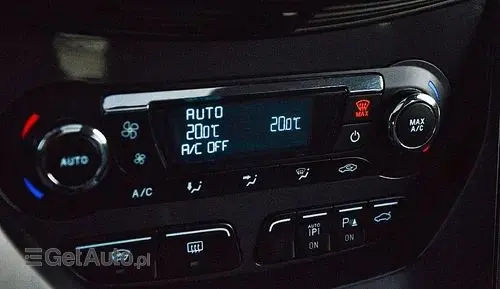 AUTO
20.0°C 20.0°C
A/C OFF
MAX
MAX
A/C
AUTO
A/C
AUTO
(P)
ON
P
ON
GetAuto.pl